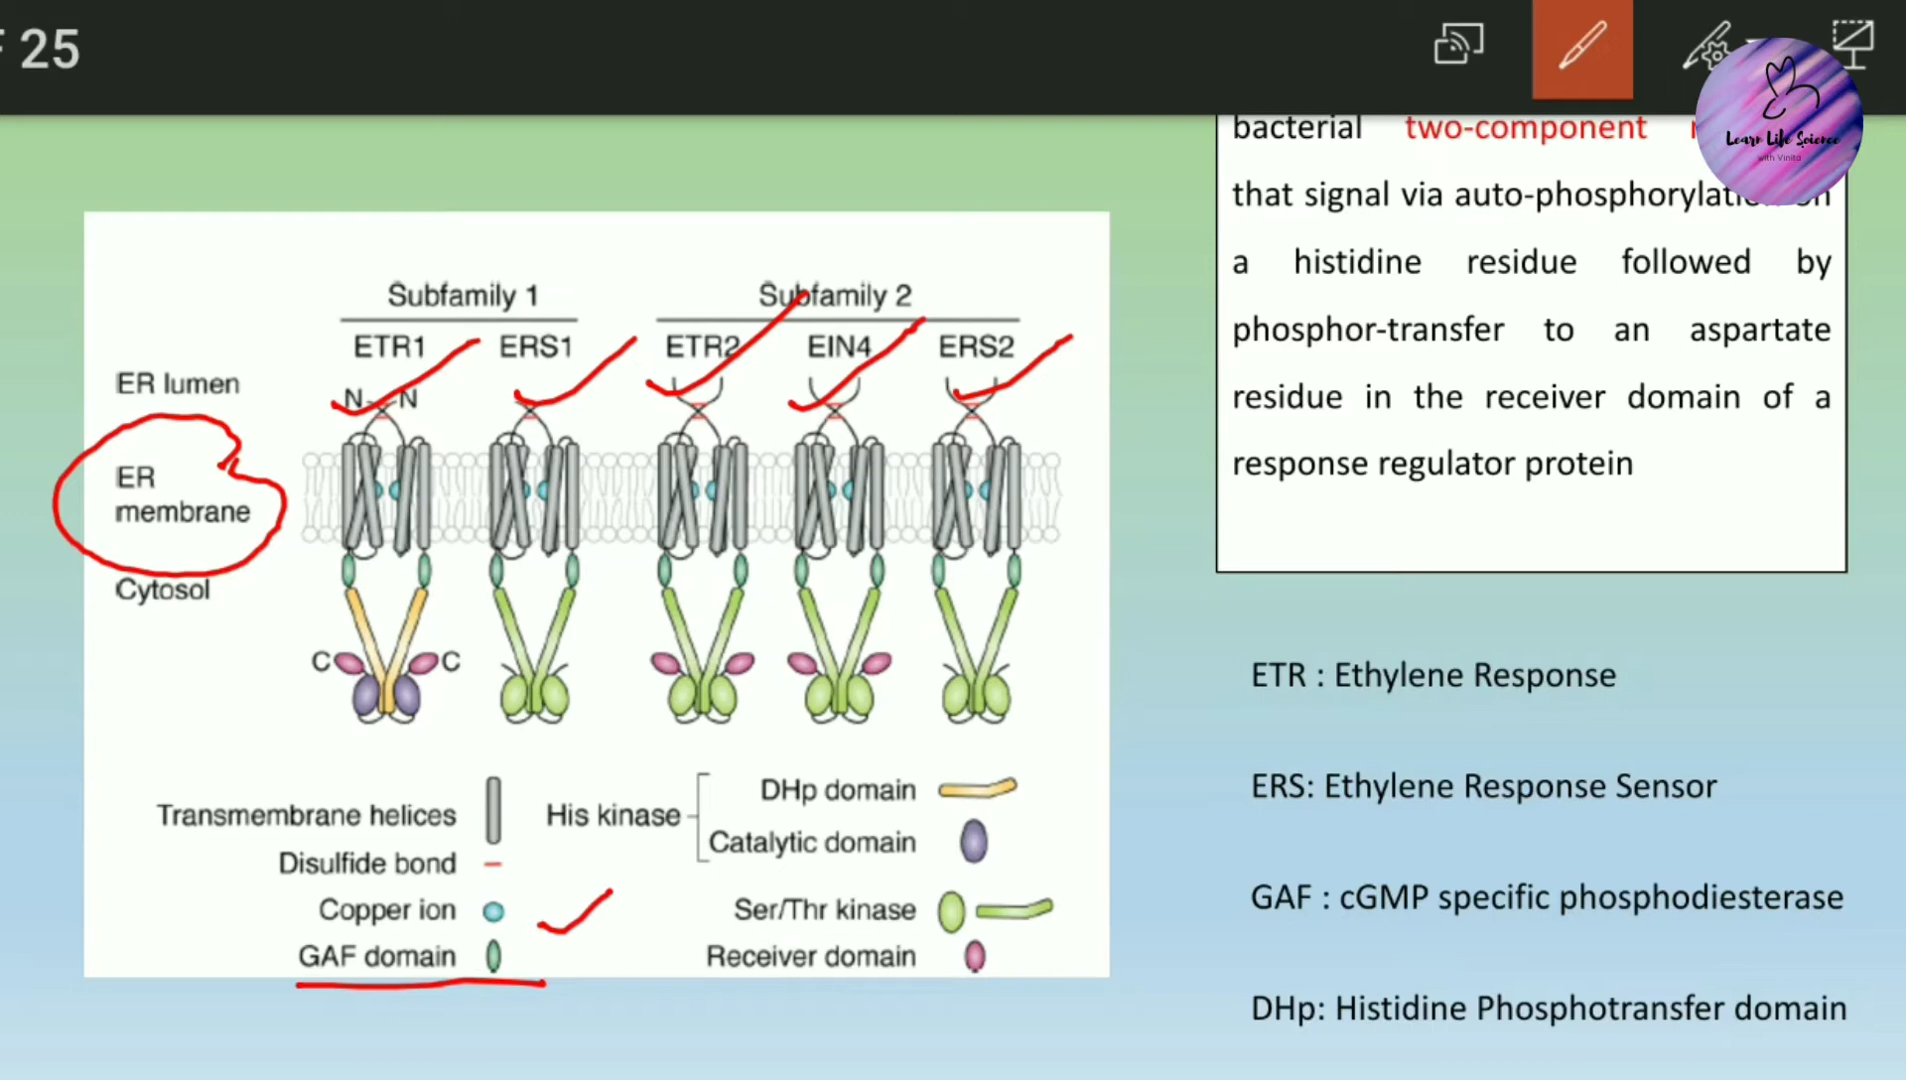 25
Learn Life Science
with Vinita
bacterial two-component
that signal via
a histidine residue followed by
phosphor-transfer to an aspartate
residue in the receiver domain of a
response regulator protein
Subfamily 1
Subfamily 2
ETR1 ERS1 ETR2 EIN4 ERS2
ER lumen
N N
ER
membrane
Cytosol
C C
Transmembrane helices
Disulfide bond
Copper ion
GAF domain
His kinase
DHp domain
Catalytic domain
Ser/Thr kinase
Receiver domain
ETR : Ethylene Response
ERS: Ethylene Response Sensor
GAF : cGMP specific phosphodiesterase
DHp: Histidine Phosphotransfer domain